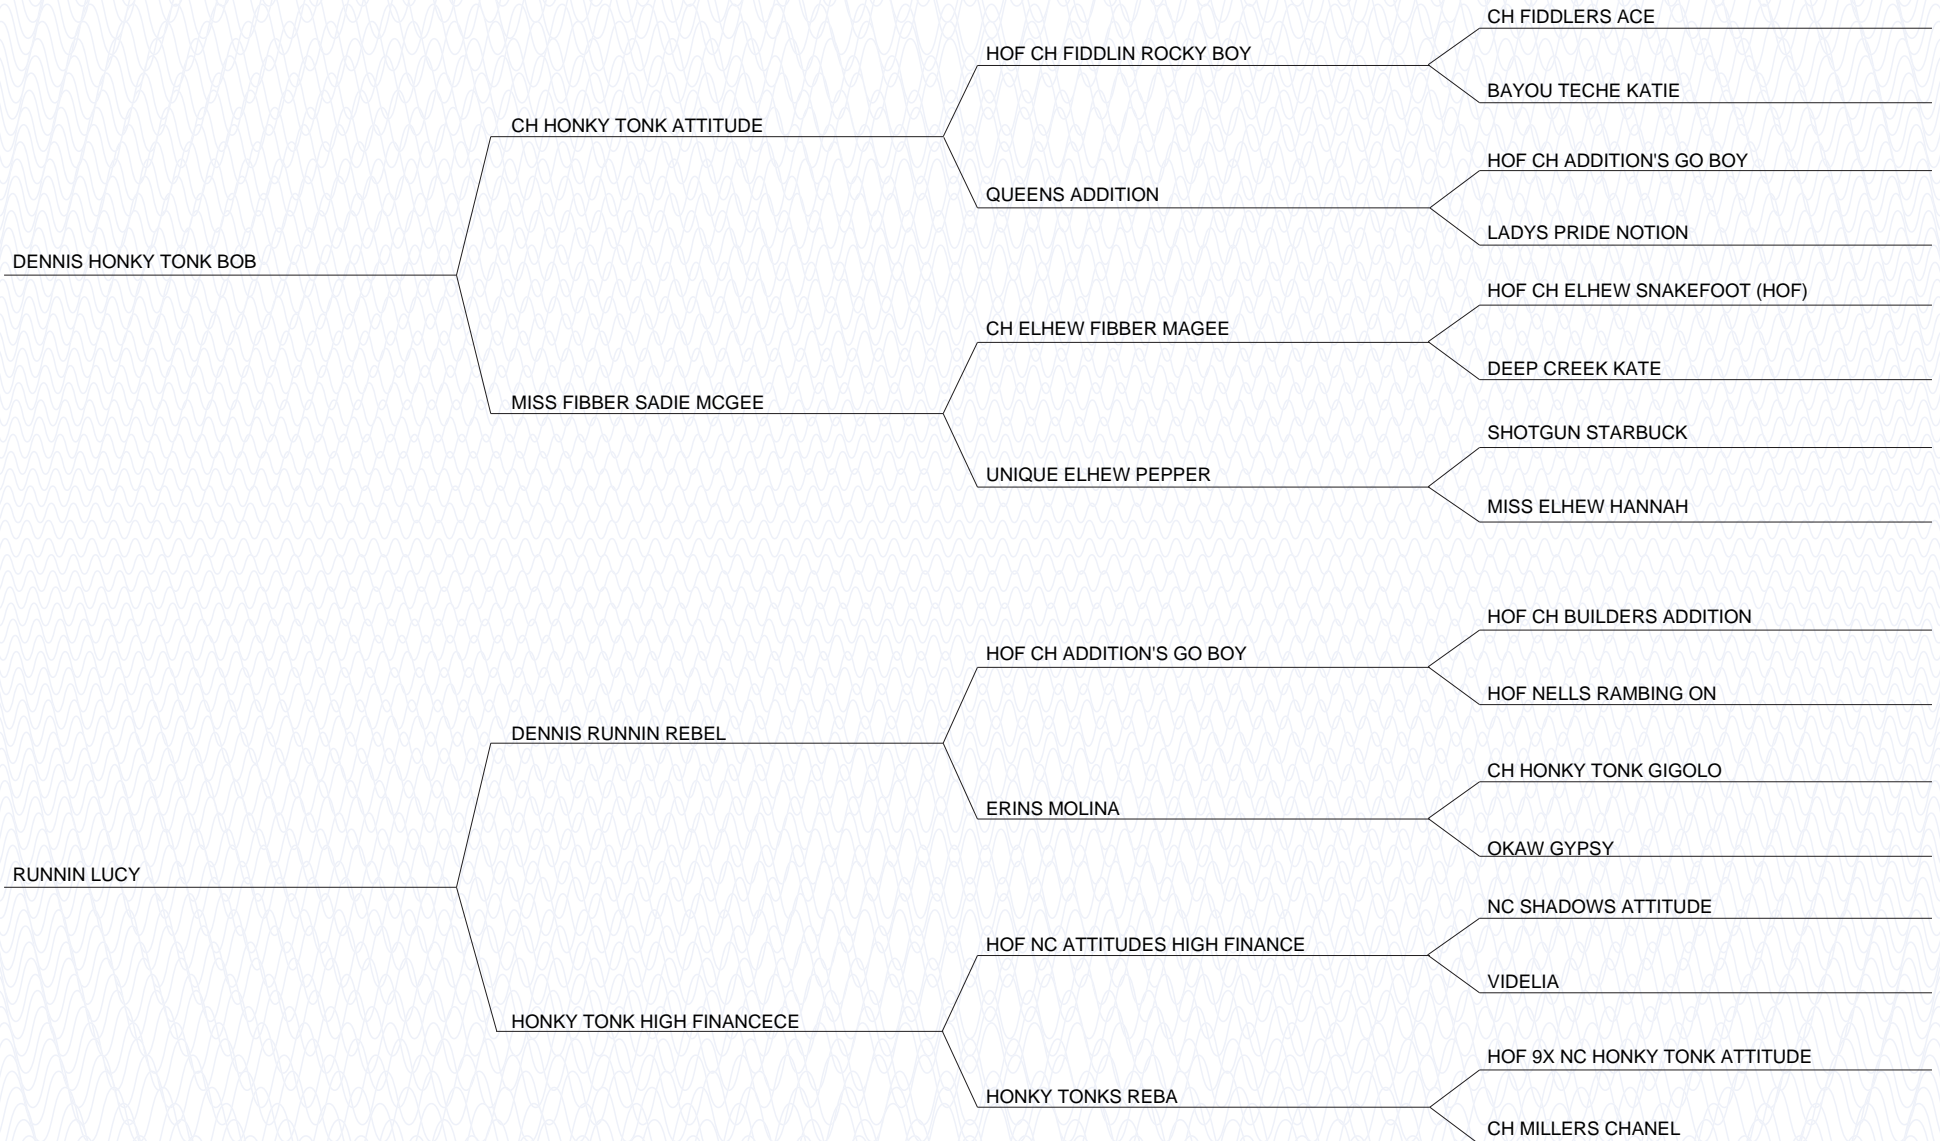 CH FIDDLERS ACE
HOF CH FIDDLIN ROCKY BOY
BAYOU TECHE KATIE
CH HONKY TONK ATTITUDE
HOF CH ADDITION'S GO BOY
QUEENS ADDITION
LADYS PRIDE NOTION
DENNIS HONKY TONK BOB
HOF CH ELHEW SNAKEFOOT (HOF)
CH ELHEW FIBBER MAGEE
DEEP CREEK KATE
MISS FIBBER SADIE MCGEE
SHOTGUN STARBUCK
UNIQUE ELHEW PEPPER
MISS ELHEW HANNAH
HOF CH BUILDERS ADDITION
HOF CH ADDITION'S GO BOY
HOF NELLS RAMBING ON
DENNIS RUNNIN REBEL
CH HONKY TONK GIGOLO
ERINS MOLINA
OKAW GYPSY
RUNNIN LUCY
NC SHADOWS ATTITUDE
HOF NC ATTITUDES HIGH FINANCE
VIDELIA
HONKY TONK HIGH FINANCECE
HOF 9X NC HONKY TONK ATTITUDE
HONKY TONKS REBA
CH MILLERS CHANEL